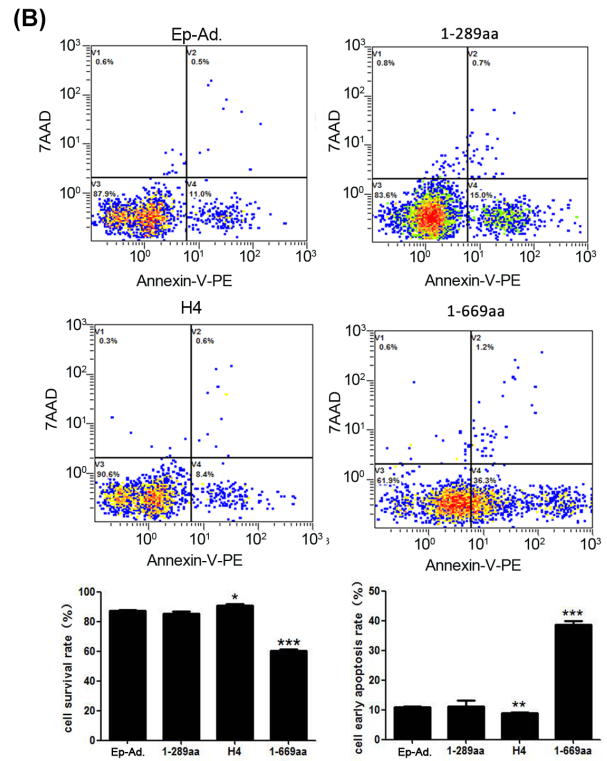 (B)
Ep-Ad.
V1
0.6%
V2
0.5%
V3
87.9%
V4
11.0%
10³
10²
10¹
10⁰
7AAD
10⁰ 10¹ 10² 10³
Annexin-V-PE
1-289aa
V1
0.8%
V2
0.7%
V3
83.6%
V4
15.0%
10³
10²
10¹
10⁰
7AAD
10⁰ 10¹ 10² 10³
Annexin-V-PE
H4
V1
0.3%
V2
0.6%
V3
90.6%
V4
8.4%
10³
10²
10¹
10⁰
7AAD
10⁰ 10¹ 10² 10³
Annexin-V-PE
1-669aa
V1
0.6%
V2
1.2%
V3
61.9%
V4
36.3%
10³
10²
10¹
10⁰
7AAD
10⁰ 10¹ 10² 10³
Annexin-V-PE
cell survival rate (%)
100
80
60
40
20
0
*
***
Ep-Ad. 1-289aa H4 1-669aa
cell early apoptosis rate (%)
50
40
30
20
10
0
**
***
Ep-Ad. 1-289aa H4 1-669aa